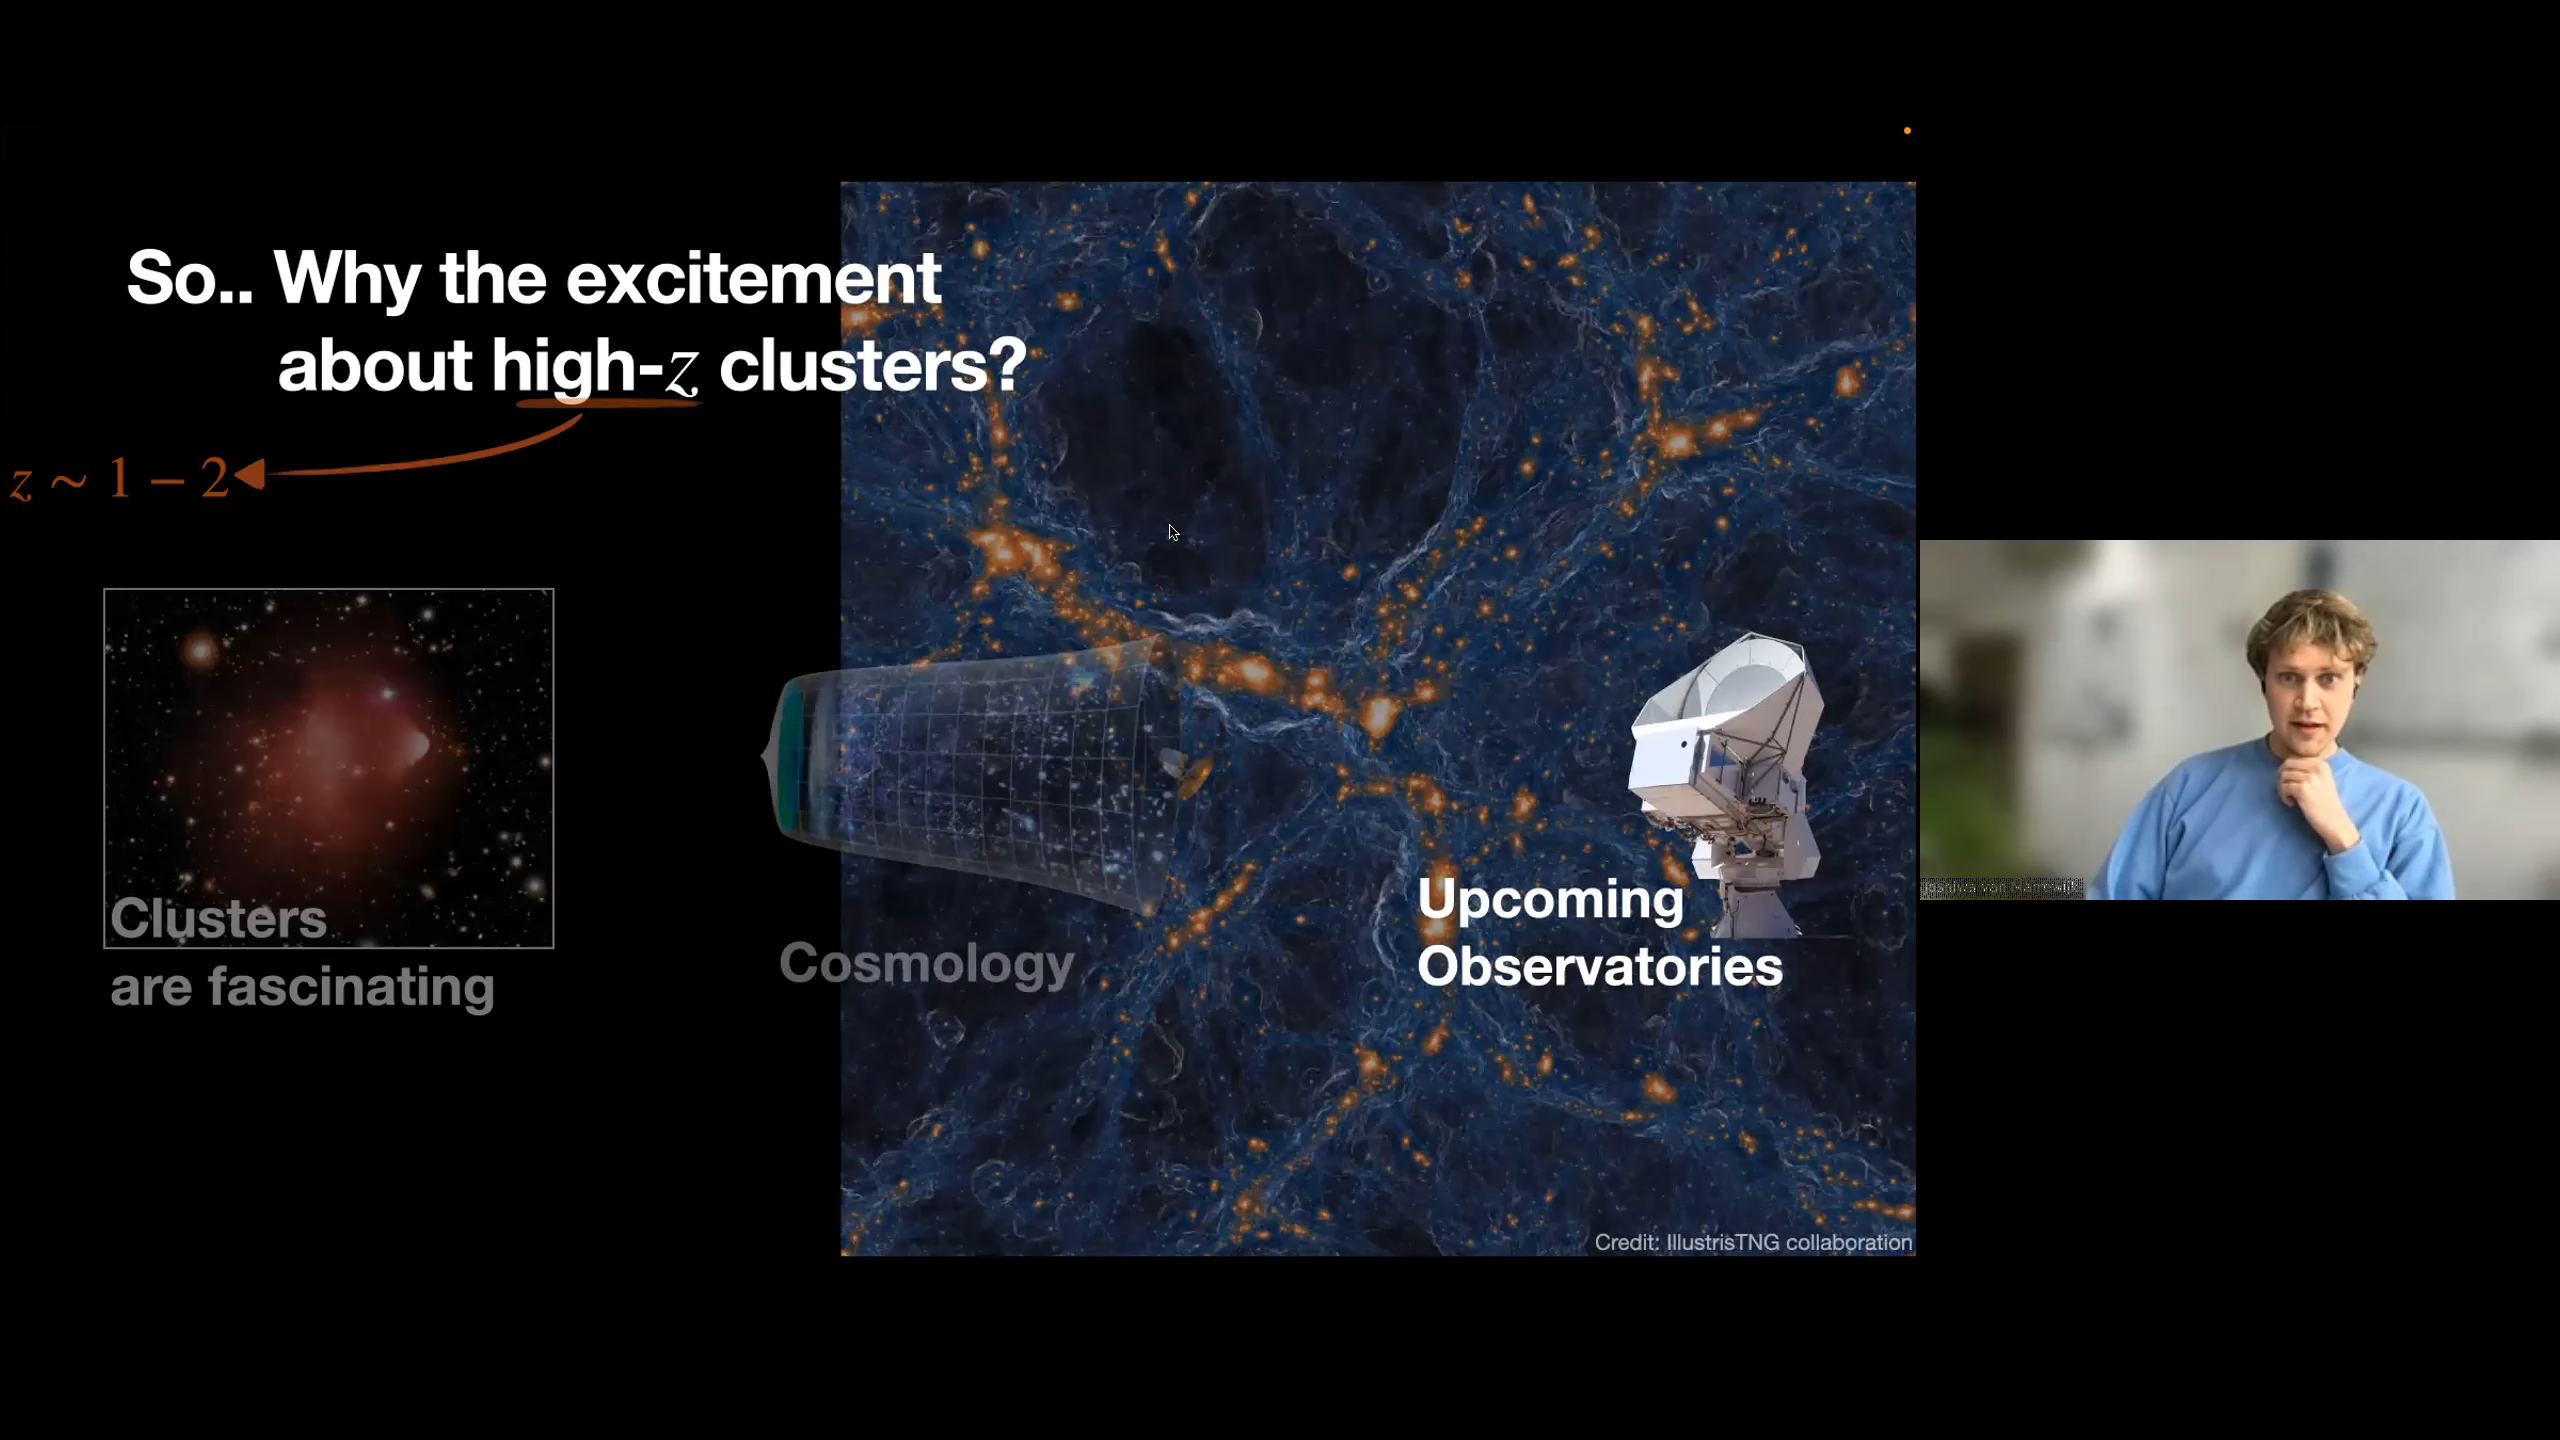 So.. Why the excitement
about high-z clusters?
z ~ 1 – 2
Clusters
are fascinating
Cosmology
Upcoming
Observatories
Credit: IllustrisTNG collaboration